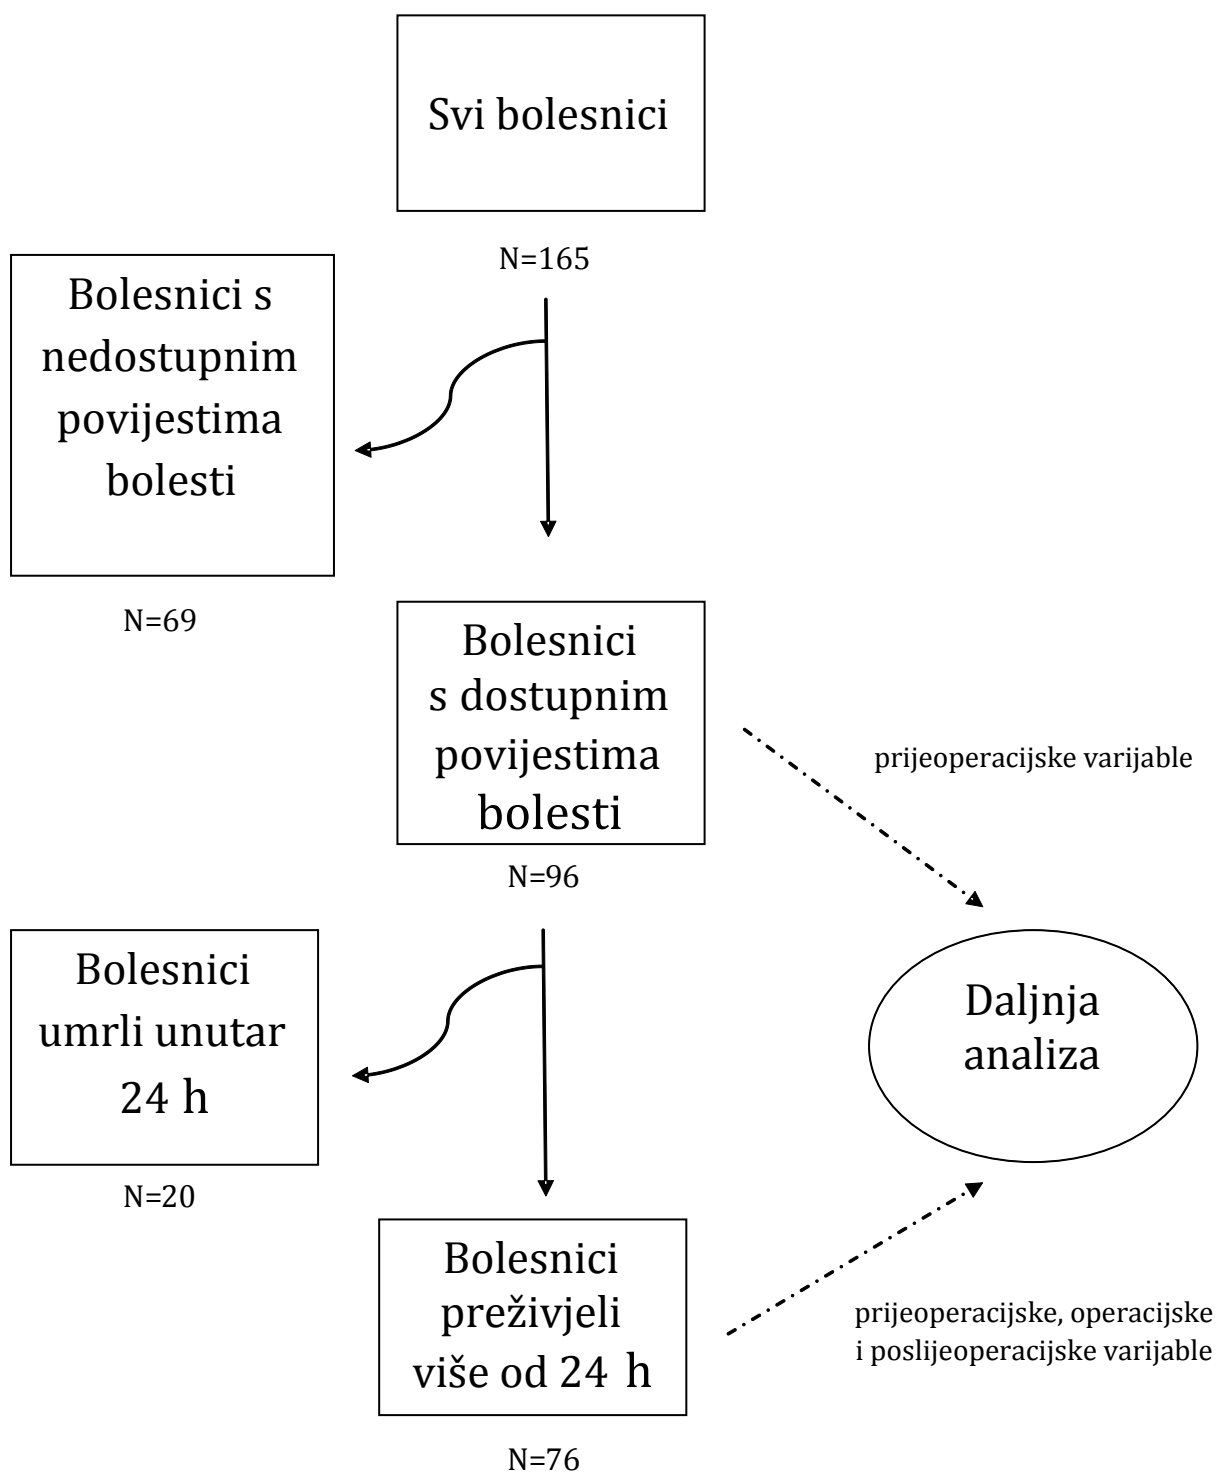 Svi bolesnici
N=165
Bolesnici s
nedostupnim
povijestima
bolesti
N=69
Bolesnici
s dostupnim
povijestima
bolesti
N=96
prijeoperacijske varijable
Bolesnici
umrli unutar
24 h
N=20
Daljnja
analiza
Bolesnici
preživjeli
više od 24 h
N=76
prijeoperacijske, operacijske
i poslijeoperacijske varijable